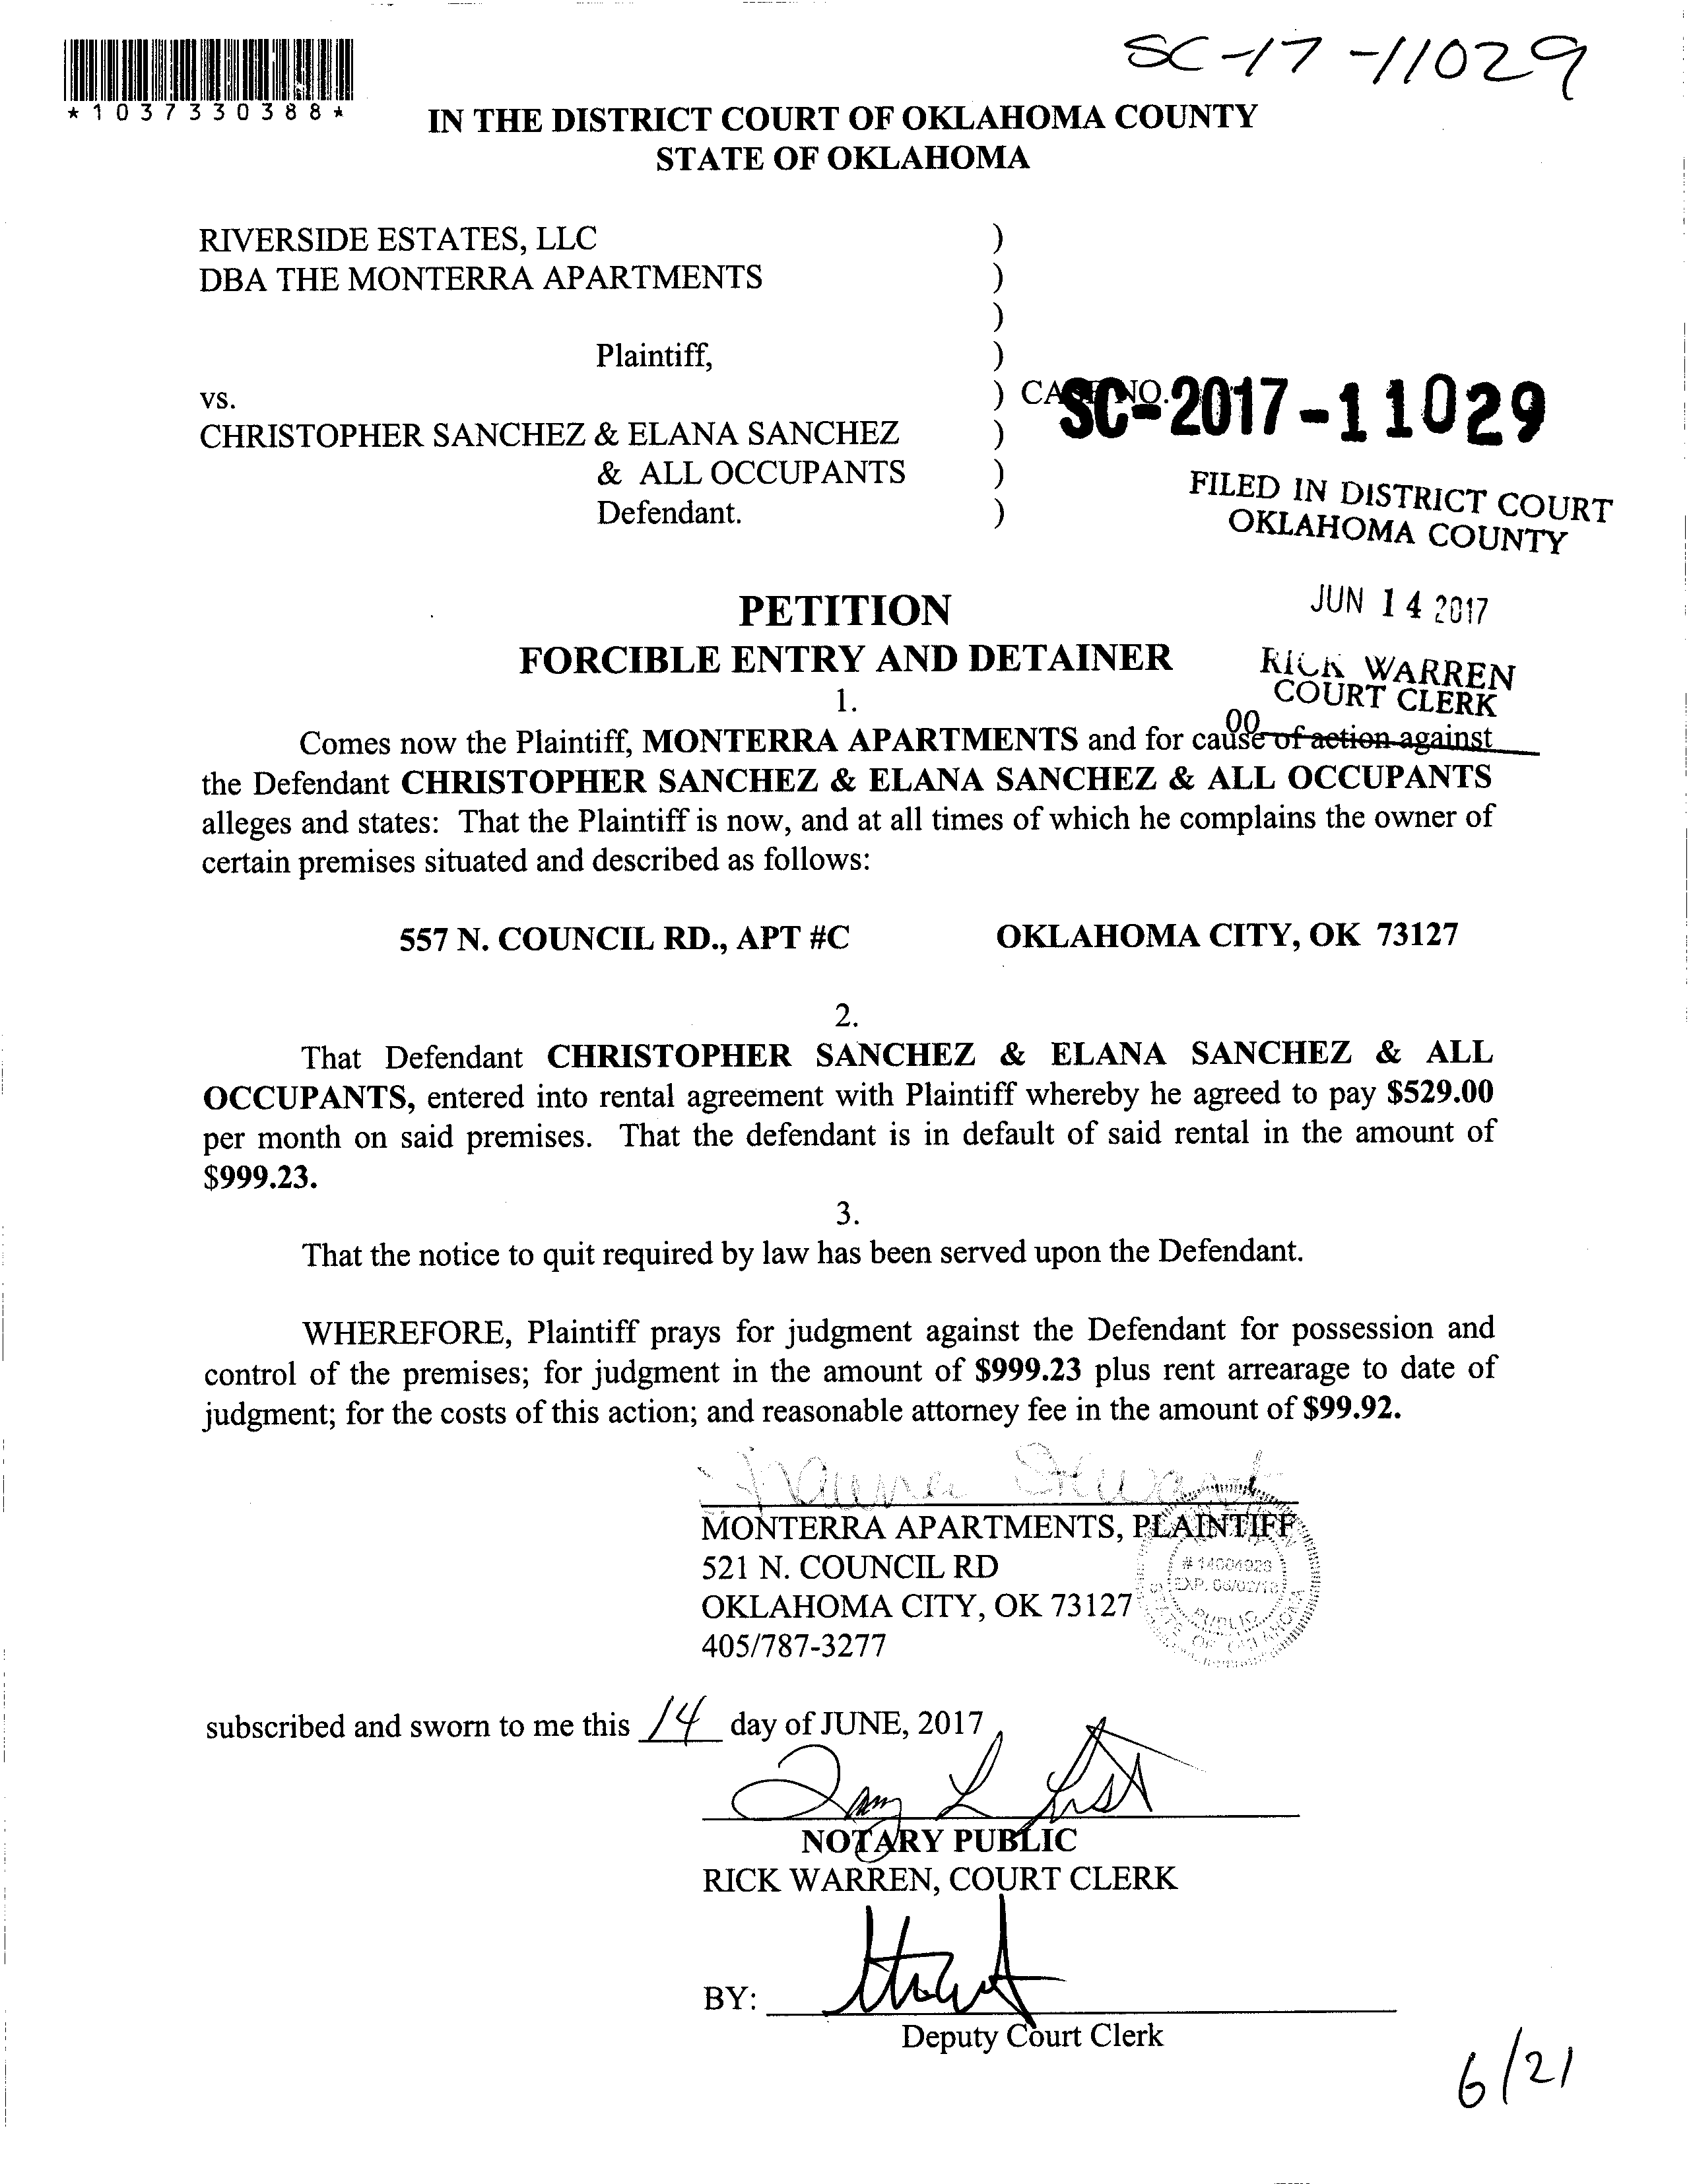 SC-17-11029
*1037330388*
IN THE DISTRICT COURT OF OKLAHOMA COUNTY
STATE OF OKLAHOMA
RIVERSIDE ESTATES, LLC )
DBA THE MONTERRA APARTMENTS )
)
Plaintiff, )
vs. ) CASE NO. SC-2017-11029
CHRISTOPHER SANCHEZ & ELANA SANCHEZ )
& ALL OCCUPANTS )
Defendant. )
FILED IN DISTRICT COURT
OKLAHOMA COUNTY
JUN 14 2017
PETITION
FORCIBLE ENTRY AND DETAINER
RICK WARREN
COURT CLERK
1.
00
Comes now the Plaintiff, MONTERRA APARTMENTS and for cause of action against
the Defendant CHRISTOPHER SANCHEZ & ELANA SANCHEZ & ALL OCCUPANTS
alleges and states: That the Plaintiff is now, and at all times of which he complains the owner of
certain premises situated and described as follows:
557 N. COUNCIL RD., APT #C OKLAHOMA CITY, OK 73127
2.
That Defendant CHRISTOPHER SANCHEZ & ELANA SANCHEZ & ALL
OCCUPANTS, entered into rental agreement with Plaintiff whereby he agreed to pay $529.00
per month on said premises. That the defendant is in default of said rental in the amount of
$999.23.
3.
That the notice to quit required by law has been served upon the Defendant.
WHEREFORE, Plaintiff prays for judgment against the Defendant for possession and
control of the premises; for judgment in the amount of $999.23 plus rent arrearage to date of
judgment; for the costs of this action; and reasonable attorney fee in the amount of $99.92.
MONTERRA APARTMENTS, PLAINTIFF
521 N. COUNCIL RD
OKLAHOMA CITY, OK 73127
405/787-3277
PUBLIC
STATE OF OKLAHOMA
subscribed and sworn to me this 14 day of JUNE, 2017
NOTARY PUBLIC
RICK WARREN, COURT CLERK
BY:
Deputy Court Clerk
6/21